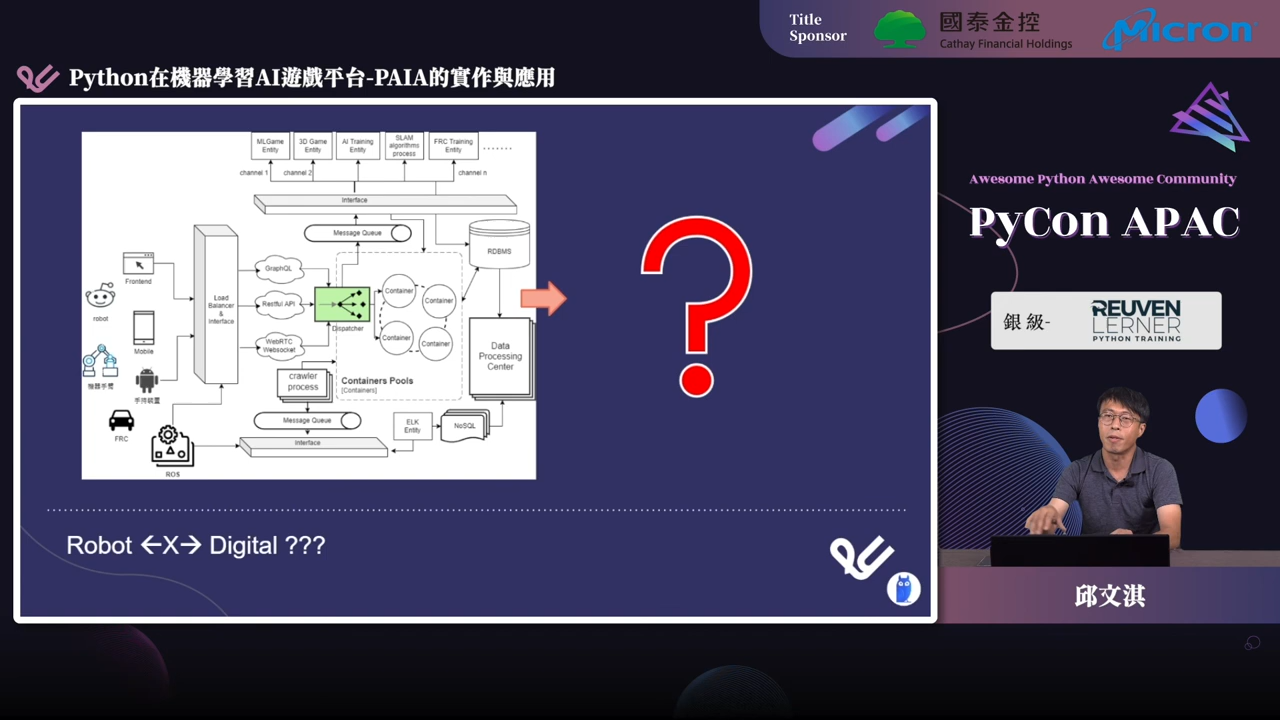 Title
Sponsor
國泰金控
Cathay Financial Holdings
Micron
Python在機器學習AI遊戲平台-PAIA的實作與應用
MLGame
Entity
3D Game
Entity
AI Training
Entity
SLAM
algorithms
process
FRC Training
Entity
.......
channel 1
channel 2
channel n
Interface
Message Queue
RDBMS
Frontend
robot
Mobile
機器手臂
手持裝置
FRC
ROS
Load
Balancer
&
Interface
GraphQL
Restful API
WebRTC
Websocket
Dispatcher
Container
Container
Container
Container
Containers Pools
[Containers]
crawler
process
Message Queue
Interface
ELK
Entity
NoSQL
Data
Processing
Center
?
Robot ←X→ Digital ???
Awesome Python Awesome Community
PyCon APAC
銀級-
REUVEN
LERNER
PYTHON TRAINING
邱文淇